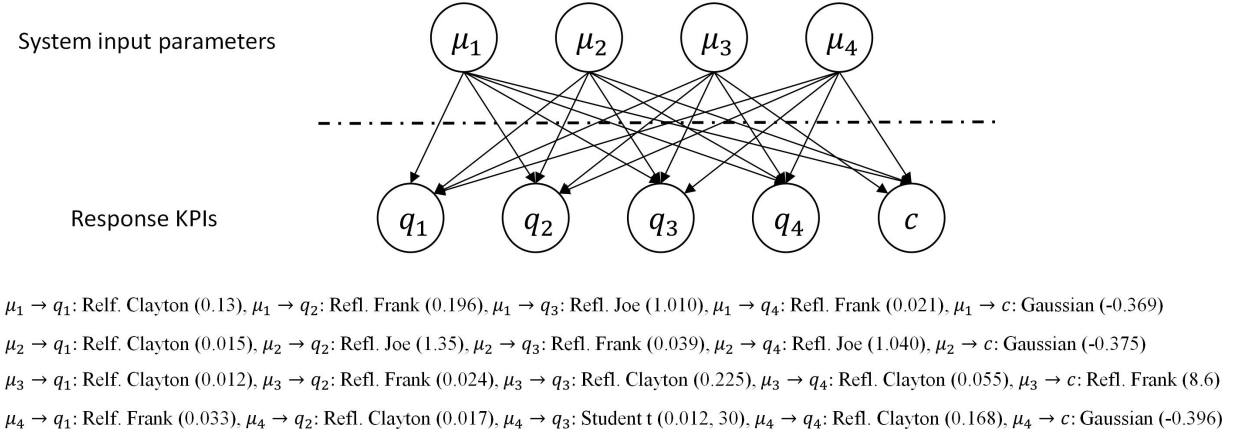 System input parameters
μ₁ μ₂ μ₃ μ₄
Response KPIs
q₁ q₂ q₃ q₄ c
μ₁ → q₁: Relf. Clayton (0.13), μ₁ → q₂: Refl. Frank (0.196), μ₁ → q₃: Refl. Joe (1.010), μ₁ → q₄: Refl. Frank (0.021), μ₁ → c: Gaussian (-0.369)
μ₂ → q₁: Refl. Clayton (0.015), μ₂ → q₂: Refl. Joe (1.35), μ₂ → q₃: Refl. Frank (0.039), μ₂ → q₄: Refl. Joe (1.040), μ₂ → c: Gaussian (-0.375)
μ₃ → q₁: Refl. Clayton (0.012), μ₃ → q₂: Refl. Frank (0.024), μ₃ → q₃: Refl. Clayton (0.225), μ₃ → q₄: Refl. Clayton (0.055), μ₃ → c: Refl. Frank (8.6)
μ₄ → q₁: Relf. Frank (0.033), μ₄ → q₂: Refl. Clayton (0.017), μ₄ → q₃: Student t (0.012, 30), μ₄ → q₄: Refl. Clayton (0.168), μ₄ → c: Gaussian (-0.396)